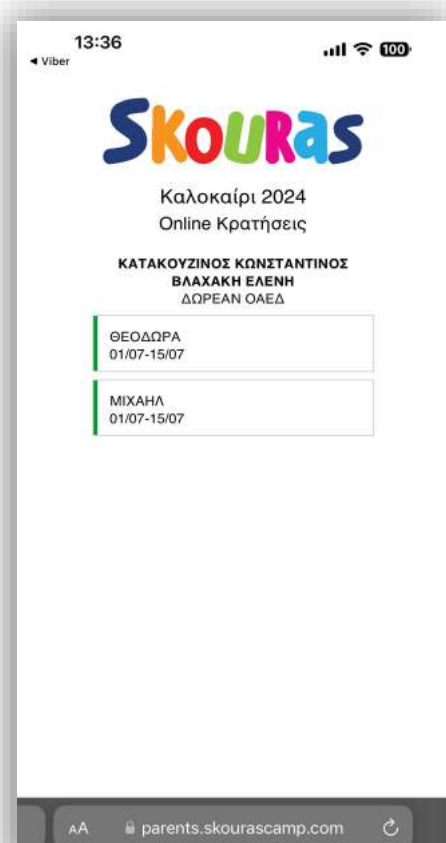 13:36
100
◀ Viber
Skouras
Καλοκαίρι 2024
Online Κρατήσεις
ΚΑΤΑΚΟΥΖΙΝΟΣ ΚΩΝΣΤΑΝΤΙΝΟΣ
ΒΛΑΧΑΚΗ ΕΛΕΝΗ
ΔΩΡΕΑΝ ΟΑΕΔ
ΘΕΟΔΩΡΑ
01/07-15/07
ΜΙΧΑΗΛ
01/07-15/07
AA parents.skourascamp.com